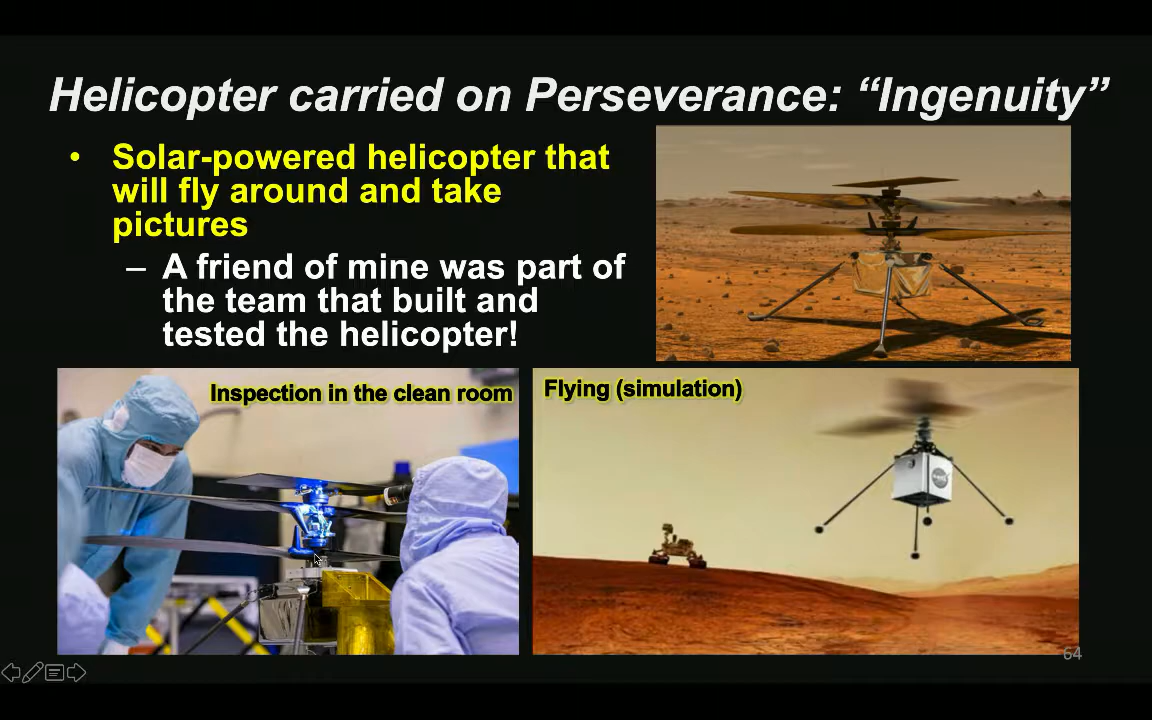 Helicopter carried on Perseverance: “Ingenuity”
• Solar-powered helicopter that
will fly around and take
pictures
– A friend of mine was part of
the team that built and
tested the helicopter!
Inspection in the clean room
Flying (simulation)
64